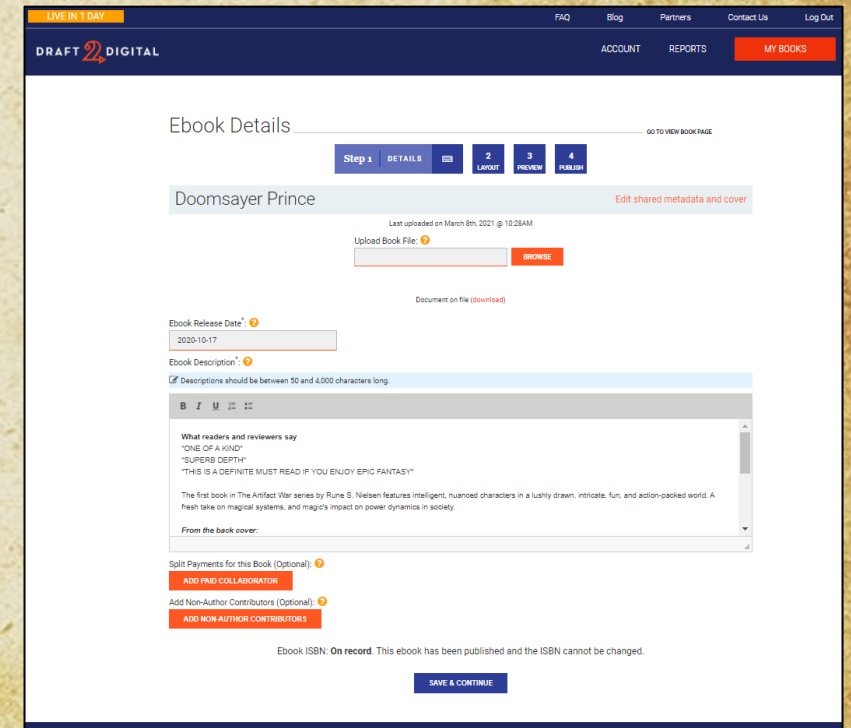 LIVE IN 1 DAY
FAQ Blog Partners Contact Us Log Out
DRAFT 2 DIGITAL
ACCOUNT REPORTS MY BOOKS
Ebook Details
GO TO VIEW BOOK PAGE
Step 1 DETAILS
2 LAYOUT
3 PREVIEW
4 PUBLISH
Doomsayer Prince
Edit shared metadata and cover
Last uploaded on March 8th, 2021 @ 10:28AM
Upload Book File: ?
BROWSE
Document on file (download)
Ebook Release Date*: ?
2020-10-17
Ebook Description*: ?
Descriptions should be between 50 and 4,000 characters long.
B I U
What readers and reviewers say
"ONE OF A KIND"
"SUPERB DEPTH"
"THIS IS A DEFINITE MUST READ IF YOU ENJOY EPIC FANTASY"
The first book in The Artifact War series by Rune S. Nielsen features intelligent, nuanced characters in a lushly drawn, intricate, fun, and action-packed world. A
fresh take on magical systems, and magic's impact on power dynamics in society.
From the back cover:
Split Payments for this Book (Optional): ?
ADD PAID COLLABORATOR
Add Non-Author Contributors (Optional): ?
ADD NON-AUTHOR CONTRIBUTORS
Ebook ISBN: On record. This ebook has been published and the ISBN cannot be changed.
SAVE & CONTINUE